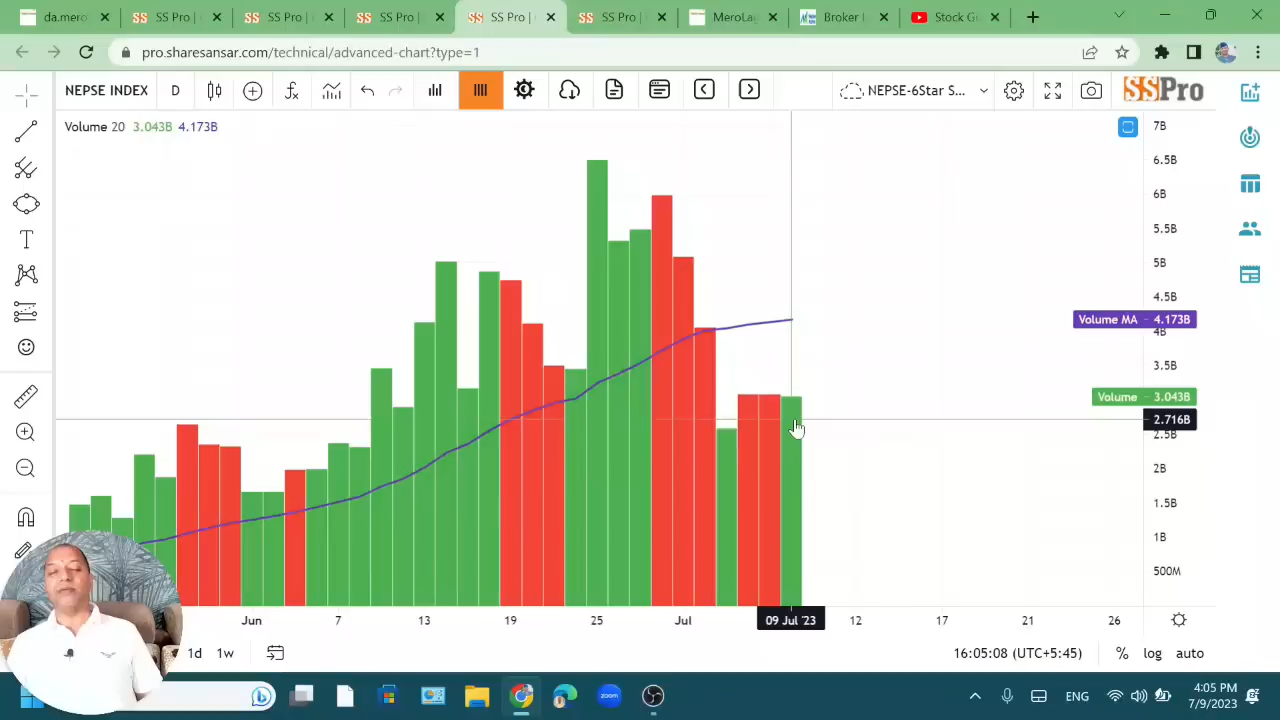 da.mero
SS Pro |
SS Pro |
SS Pro |
SS Pro |
SS Pro |
MeroLag
Broker |
Stock G
pro.sharesansar.com/technical/advanced-chart?type=1
NEPSE INDEX
D
NEPSE-6Star S...
SSPro
Volume 20 3.043B 4.173B
7B
6.5B
6B
5.5B
5B
4.5B
Volume MA 4.173B
4B
3.5B
Volume 3.043B
2.716B
2.5B
2B
1.5B
1B
500M
Jun
7
13
19
25
Jul
09 Jul '23
12
17
21
26
1d
1w
16:05:08 (UTC+5:45)
%
log
auto
zoom
ENG
4:05 PM
7/9/2023